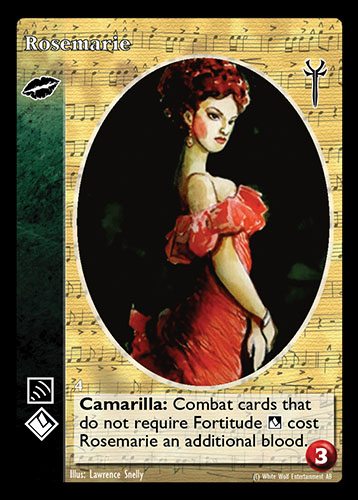 Rosemarie
4
Camarilla: Combat cards that
do not require Fortitude cost
Rosemarie an additional blood.
3
Illus: Lawrence Snelly
(C) White Wolf Entertainment AB